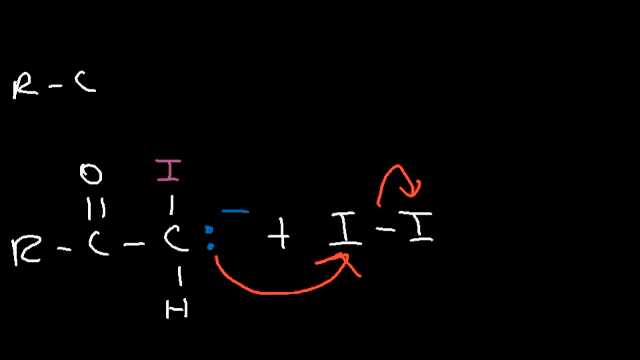 R - C
O I
R - C - C : - + I - I
H